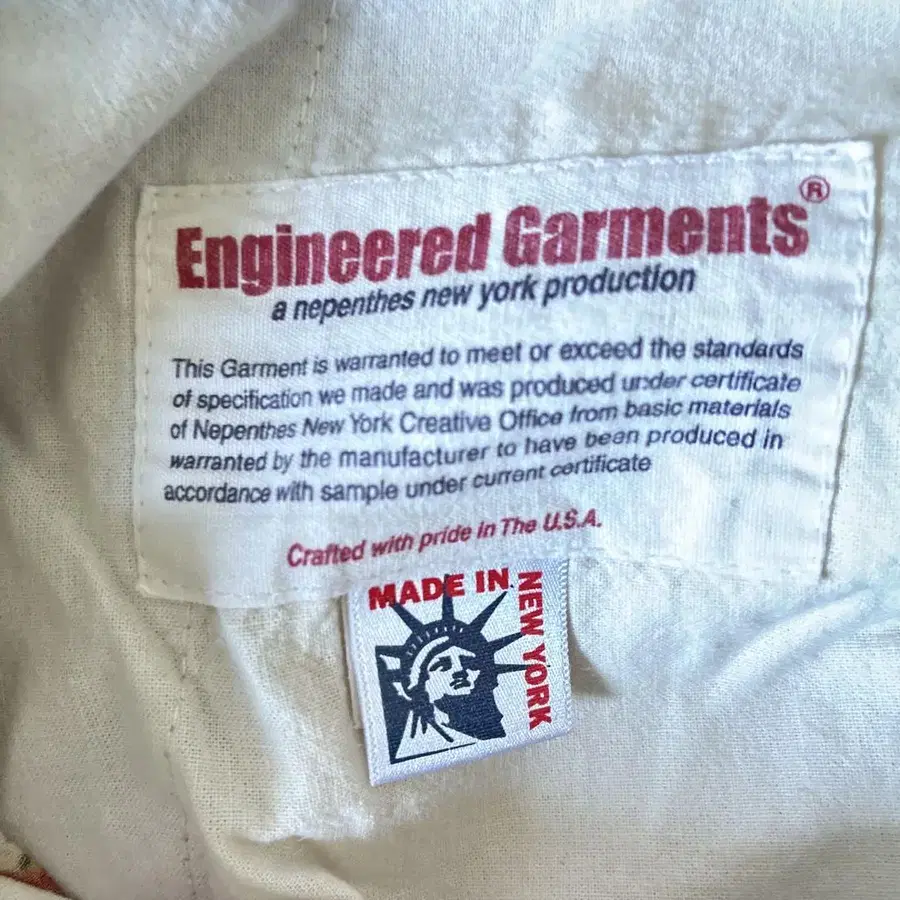 Engineered Garments®
a nepenthes new york production
This Garment is warranted to meet or exceed the standards
of specification we made and was produced under certificate
of Nepenthes New York Creative Office from basic materials
warranted by the manufacturer to have been produced in
accordance with sample under current certificate
Crafted with pride in The U.S.A.
MADE IN
NEW YORK